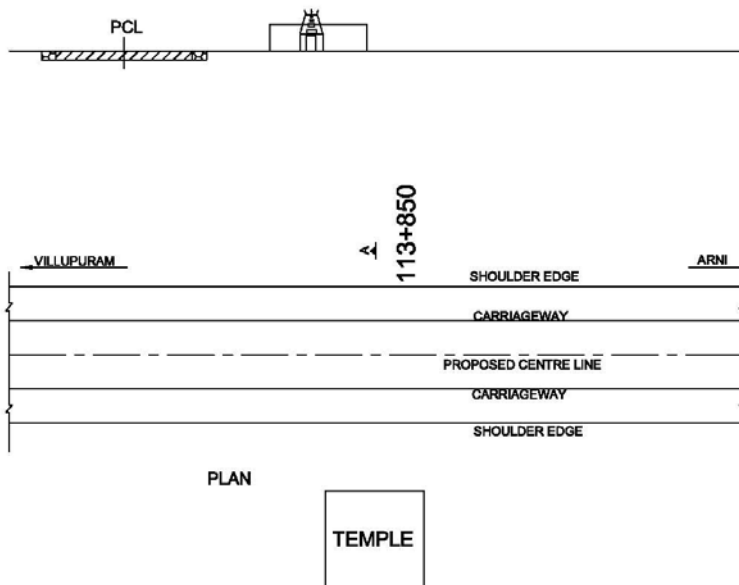 PCL
A
113+850
VILLUPURAM
ARNI
SHOULDER EDGE
CARRIAGEWAY
PROPOSED CENTRE LINE
CARRIAGEWAY
SHOULDER EDGE
PLAN
TEMPLE